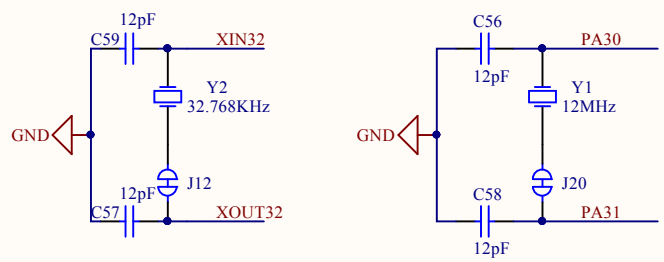 12pF
C59
XIN32
Y2
32.768KHz
GND
J12
12pF
C57
XOUT32
C56
PA30
12pF
Y1
12MHz
GND
J20
C58
PA31
12pF